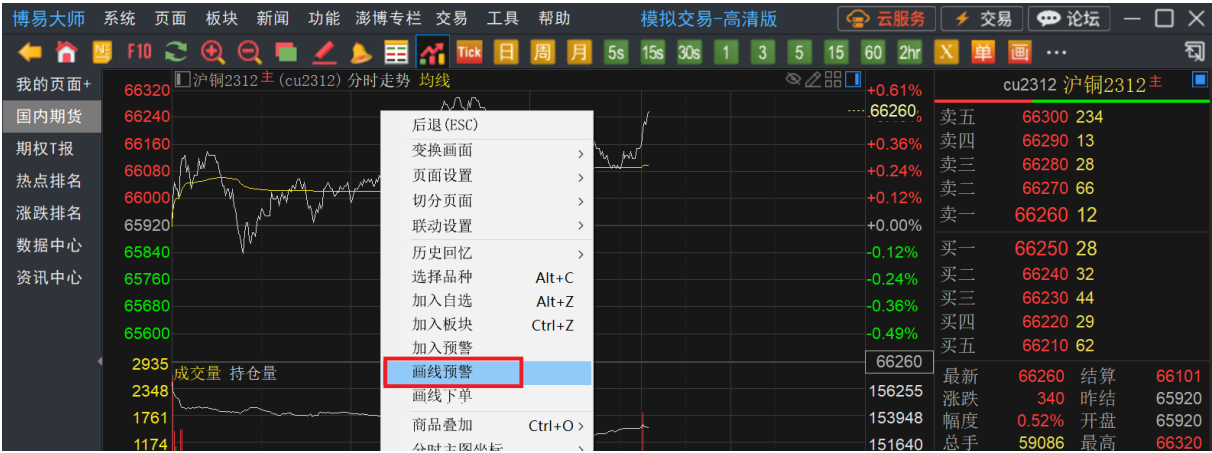 博易大师 系统 页面 板块 新闻 功能 澎博专栏 交易 工具 帮助 模拟交易-高清版 云服务 交易 论坛
F10 Tick 日 周 月 5s 15s 30s 1 3 5 15 60 2hr X 单 画 ···
我的页面+
国内期货
期权T报
热点排名
涨跌排名
数据中心
资讯中心
沪铜2312主 (cu2312) 分时走势 均线
66320
66240
66160
66080
66000
65920
65840
65760
65680
65600
2935
2348
1761
1174
成交量 持仓量
后退(ESC)
变换画面
页面设置
切分页面
联动设置
历史回忆
选择品种 Alt+C
加入自选 Alt+Z
加入板块 Ctrl+Z
加入预警
画线预警
画线下单
商品叠加 Ctrl+O
分时主图坐标
+0.61%
66260
+0.36%
+0.24%
+0.12%
+0.00%
-0.12%
-0.24%
-0.36%
-0.49%
66260
156255
153948
151640
cu2312 沪铜2312主
卖五 66300 234
卖四 66290 13
卖三 66280 28
卖二 66270 66
卖一 66260 12
买一 66250 28
买二 66240 32
买三 66230 44
买四 66220 29
买五 66210 62
最新 66260 结算 66101
涨跌 340 昨结 65920
幅度 0.52% 开盘 65920
总手 59086 最高 66320